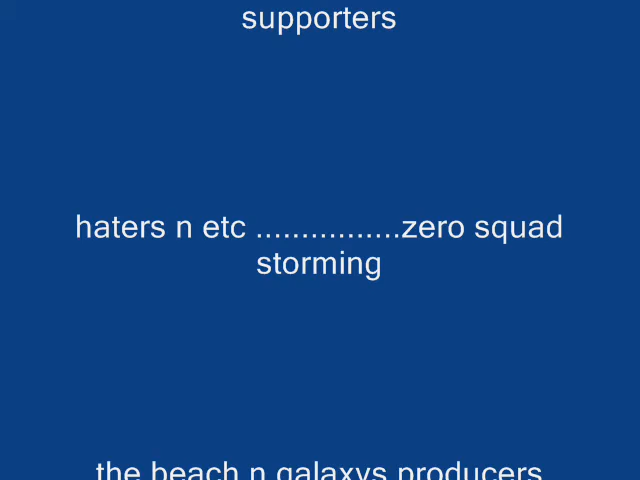 supporters
haters n etc ................zero squad
storming
the beach n galaxys producers